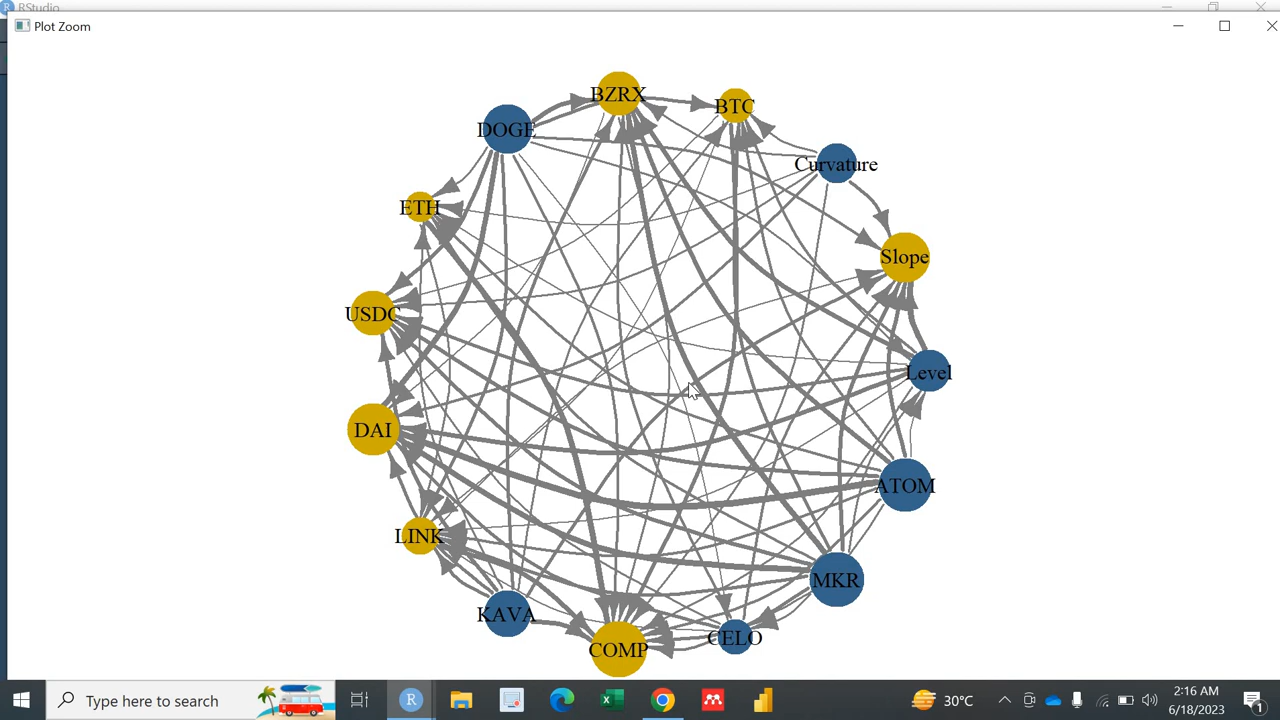 RStudio
Plot Zoom
BZRX
BTC
DOGE
Curvature
ETH
Slope
USDC
Level
DAI
ATOM
LINK
MKR
KAVA
CELO
COMP
Type here to search
30°C
2:16 AM
6/18/2023
1